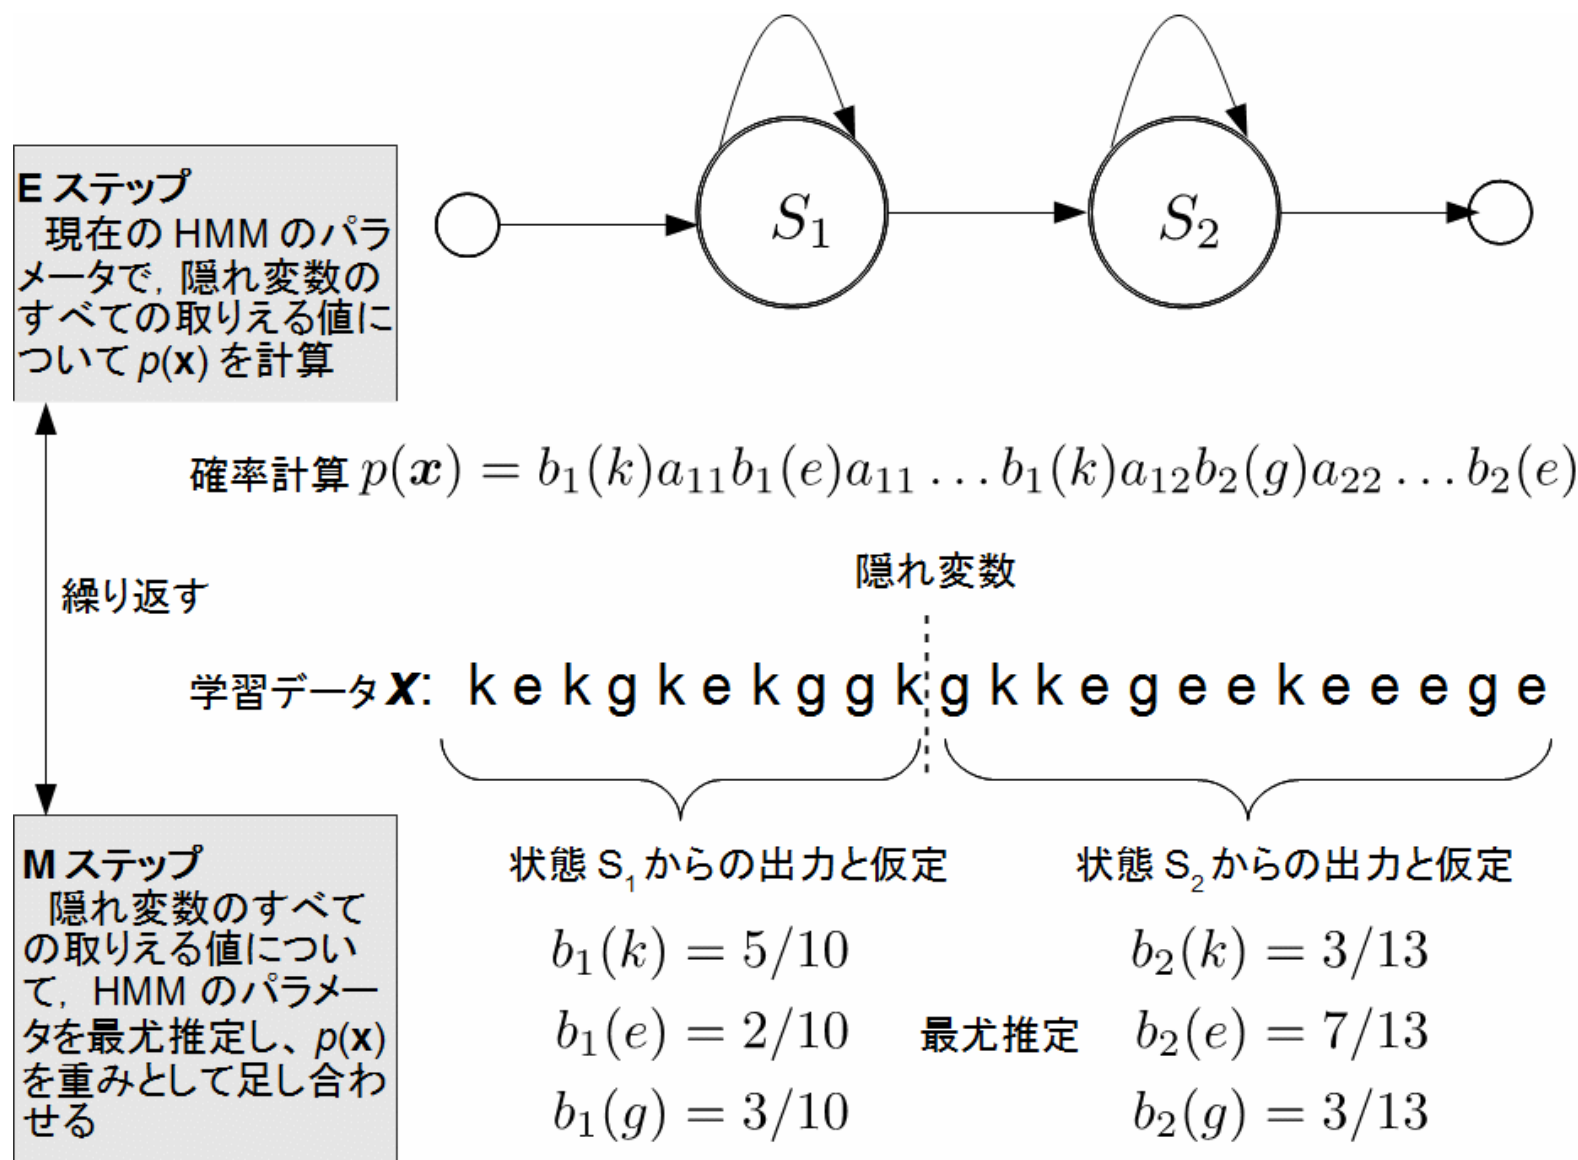 S₁
S₂
E ステップ
現在の HMM のパラ
メータで, 隠れ変数の
すべての取りえる値に
ついて p(x) を計算
確率計算 p(x) = b₁(k)a₁₁b₁(e)a₁₁ … b₁(k)a₁₂b₂(g)a₂₂ … b₂(e)
隠れ変数
繰り返す
学習データ x: k e k g k e k g g k g k k e g e e k e e e g e
M ステップ
隠れ変数のすべて
の取りえる値につい
て, HMM のパラメー
タを最尤推定し、p(x)
を重みとして足し合わ
せる
状態 S₁ からの出力と仮定
b₁(k) = 5/10
b₁(e) = 2/10
b₁(g) = 3/10
最尤推定
状態 S₂ からの出力と仮定
b₂(k) = 3/13
b₂(e) = 7/13
b₂(g) = 3/13